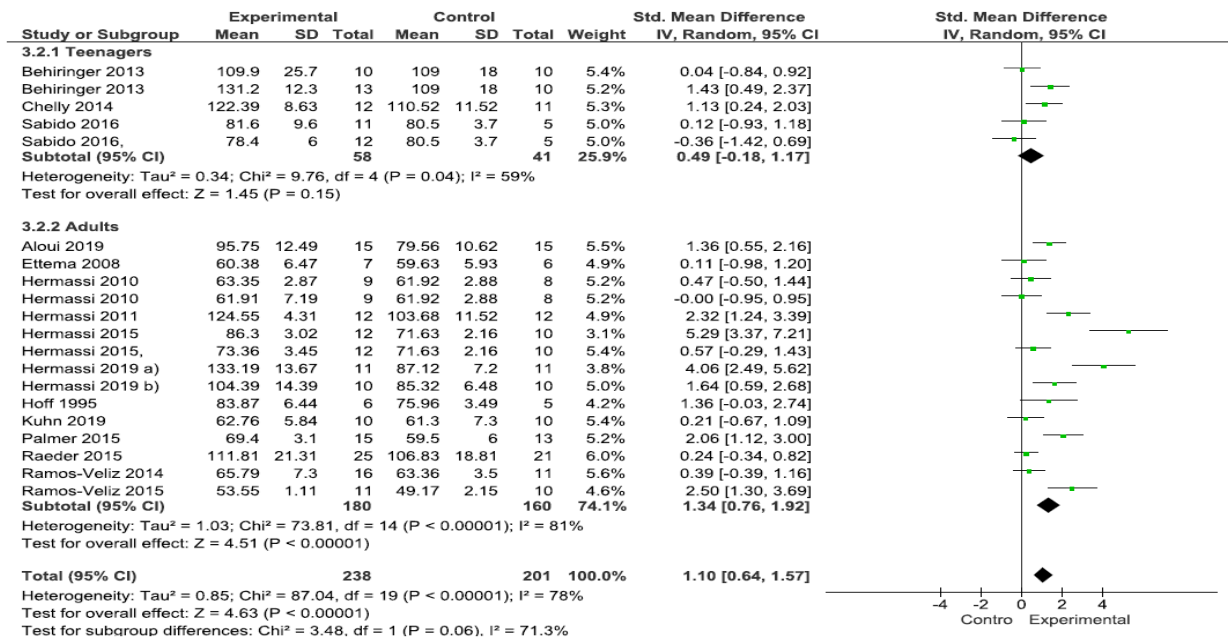 Experimental Control Std. Mean Difference Std. Mean Difference
Study or Subgroup Mean SD Total Mean SD Total Weight IV, Random, 95% CI IV, Random, 95% CI
3.2.1 Teenagers
Behiringer 2013 109.9 25.7 10 109 18 10 5.4% 0.04 [-0.84, 0.92]
Behiringer 2013 131.2 12.3 13 109 18 10 5.2% 1.43 [0.49, 2.37]
Chelly 2014 122.39 8.63 12 110.52 11.52 11 5.3% 1.13 [0.24, 2.03]
Sabido 2016 81.6 9.6 11 80.5 3.7 5 5.0% 0.12 [-0.93, 1.18]
Sabido 2016, 78.4 6 12 80.5 3.7 5 5.0% -0.36 [-1.42, 0.69]
Subtotal (95% CI) 58 41 25.9% 0.49 [-0.18, 1.17]
Heterogeneity: Tau² = 0.34; Chi² = 9.76, df = 4 (P = 0.04); I² = 59%
Test for overall effect: Z = 1.45 (P = 0.15)
3.2.2 Adults
Aloui 2019 95.75 12.49 15 79.56 10.62 15 5.5% 1.36 [0.55, 2.16]
Ettema 2008 60.38 6.47 7 59.63 5.93 6 4.9% 0.11 [-0.98, 1.20]
Hermassi 2010 63.35 2.87 9 61.92 2.88 8 5.2% 0.47 [-0.50, 1.44]
Hermassi 2010 61.91 7.19 9 61.92 2.88 8 5.2% -0.00 [-0.95, 0.95]
Hermassi 2011 124.55 4.31 12 103.68 11.52 12 4.9% 2.32 [1.24, 3.39]
Hermassi 2015 86.3 3.02 12 71.63 2.16 10 3.1% 5.29 [3.37, 7.21]
Hermassi 2015, 73.36 3.45 12 71.63 2.16 10 5.4% 0.57 [-0.29, 1.43]
Hermassi 2019 a) 133.19 13.67 11 87.12 7.2 11 3.8% 4.06 [2.49, 5.62]
Hermassi 2019 b) 104.39 14.39 10 85.32 6.48 10 5.0% 1.64 [0.59, 2.68]
Hoff 1995 83.87 6.44 6 75.96 3.49 5 4.2% 1.36 [-0.03, 2.74]
Kuhn 2019 62.76 5.84 10 61.3 7.3 10 5.4% 0.21 [-0.67, 1.09]
Palmer 2015 69.4 3.1 15 59.5 6 13 5.2% 2.06 [1.12, 3.00]
Raeder 2015 111.81 21.31 25 106.83 18.81 21 6.0% 0.24 [-0.34, 0.82]
Ramos-Veliz 2014 65.79 7.3 16 63.36 3.5 11 5.6% 0.39 [-0.39, 1.16]
Ramos-Veliz 2015 53.55 1.11 11 49.17 2.15 10 4.6% 2.50 [1.30, 3.69]
Subtotal (95% CI) 180 160 74.1% 1.34 [0.76, 1.92]
Heterogeneity: Tau² = 1.03; Chi² = 73.81, df = 14 (P < 0.00001); I² = 81%
Test for overall effect: Z = 4.51 (P < 0.00001)
Total (95% CI) 238 201 100.0% 1.10 [0.64, 1.57]
Heterogeneity: Tau² = 0.85; Chi² = 87.04, df = 19 (P < 0.00001); I² = 78%
Test for overall effect: Z = 4.63 (P < 0.00001)
Test for subgroup differences: Chi² = 3.48, df = 1 (P = 0.06), I² = 71.3%
-4 -2 0 2 4
Contro Experimental